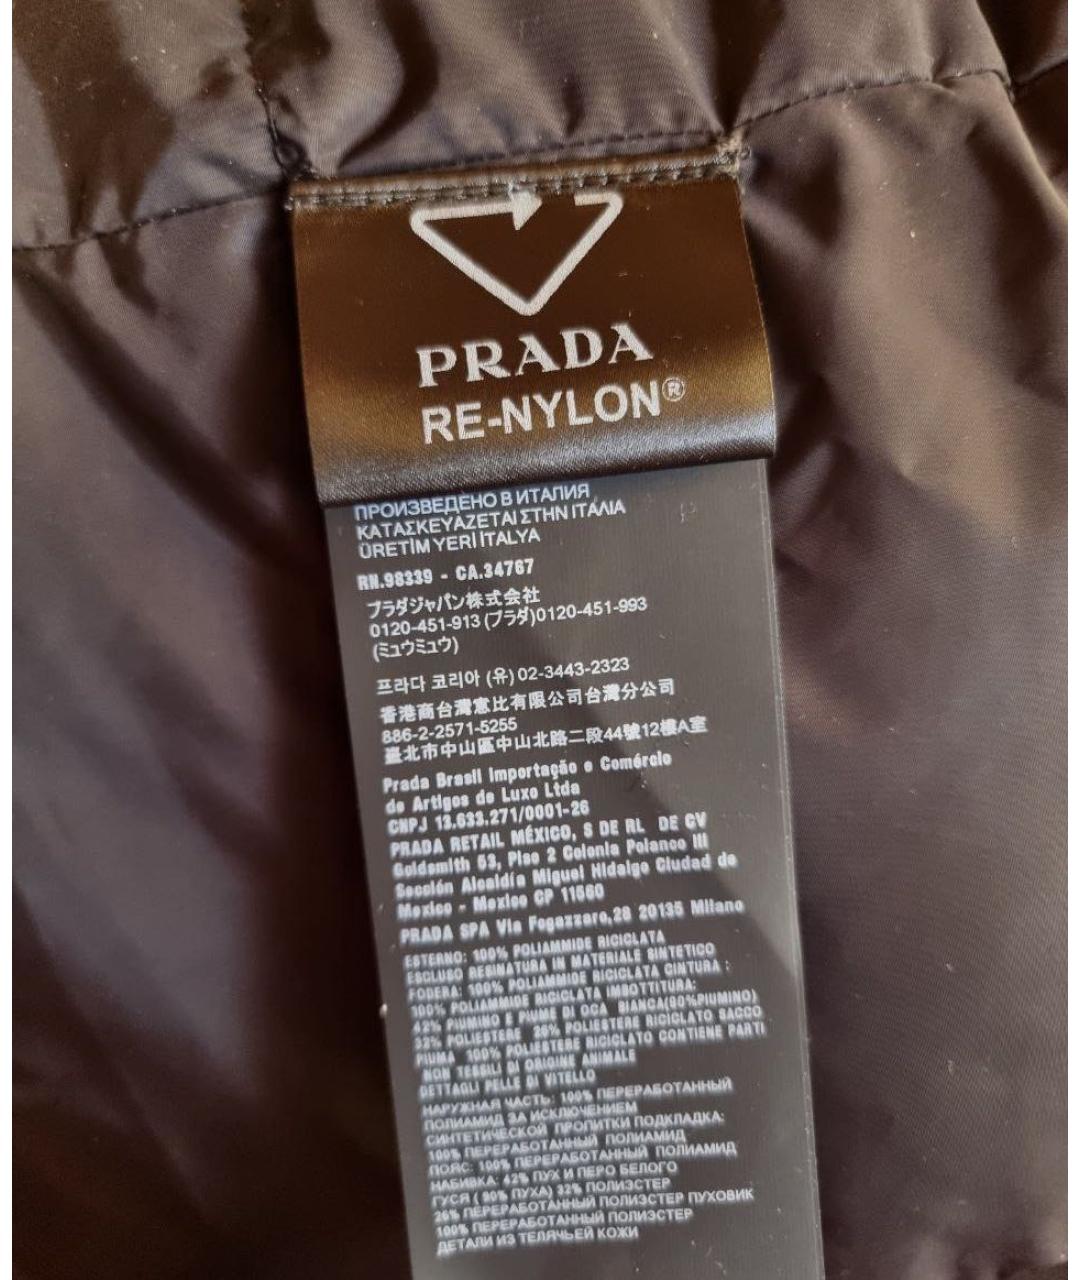 PRADA
RE-NYLON®
ПРОИЗВЕДЕНО В ИТАЛИЯ
ΚΑΤΑΣΚΕΥΑΖΕΤΑΙ ΣΤΗΝ ΙΤΑΛΙΑ
ÜRETİM YERİ İTALYA
RN.98339 - CA.34767
プラダジャパン株式会社
0120-451-913 (プラダ)0120-451-993
(ミュウミュウ)
프라다 코리아 (유) 02-3443-2323
香港商台灣惫比有限公司台灣分公司
886-2-2571-5255
臺北市中山區中山北路二段44號12樓A室
Prada Brasil Importação e Comércio
de Artigos de Luxo Ltda
CNPJ 13.633.271/0001-26
PRADA RETAIL MÉXICO, S DE RL DE CV
Goldsmith 53, Piso 2 Colonia Polanco III
Sección Alcaldía Miguel Hidalgo Ciudad de
Mexico - Mexico CP 11560
PRADA SPA Via Fogazzaro,28 20135 Milano
ESTERNO: 100% POLIAMMIDE RICICLATA
ESCLUSO RESINATURA IN MATERIALE SINTETICO
FODERA: 100% POLIAMMIDE RICICLATA CINTURA :
100% POLIAMMIDE RICICLATA IMBOTTITURA:
42% PIUMINO E PIUME DI OCA BIANCA(90%PIUMINO)
32% POLIESTERE 26% POLIESTERE RICICLATO SACCO
PIUMA 100% POLIESTERE RICICLATO CONTIENE PARTI
NON TESSILI DI ORIGINE ANIMALE
DETTAGLI PELLE DI VITELLO
НАРУЖНАЯ ЧАСТЬ: 100% ПЕРЕРАБОТАННЫЙ
ПОЛИАМИД ЗА ИСКЛЮЧЕНИЕМ
СИНТЕТИЧЕСКОЙ ПРОПИТКИ ПОДКЛАДКА:
100% ПЕРЕРАБОТАННЫЙ ПОЛИАМИД
ПОЯС: 100% ПЕРЕРАБОТАННЫЙ ПОЛИАМИД
НАБИВКА: 42% ПУХ И ПЕРО БЕЛОГО
ГУСЯ ( 90% ПУХА) 32% ПОЛИЭСТЕР
26% ПЕРЕРАБОТАННЫЙ ПОЛИЭСТЕР ПУХОВИК
100% ПЕРЕРАБОТАННЫЙ ПОЛИЭСТЕР
ДЕТАЛИ ИЗ ТЕЛЯЧЬЕЙ КОЖИ